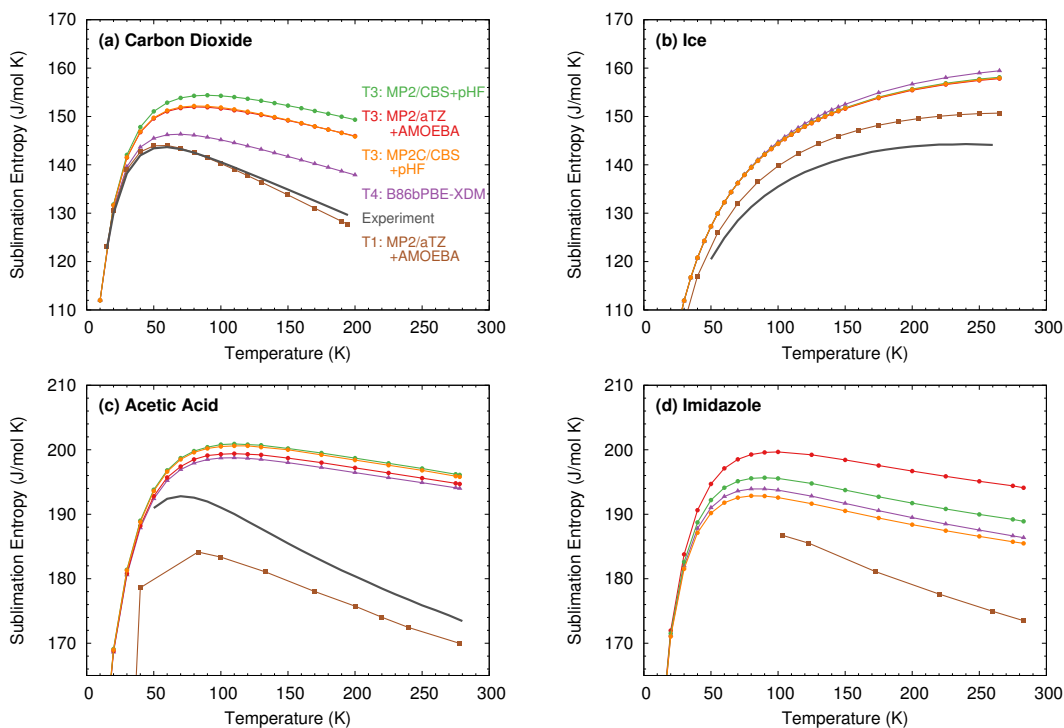 170
160
150
140
130
120
110
0
50
100
150
200
250
300
Sublimation Entropy (J/mol K)
Temperature (K)
(a) Carbon Dioxide
T3: MP2/CBS+pHF
T3: MP2/aTZ
+AMOEBA
T3: MP2C/CBS
+pHF
T4: B86bPBE-XDM
Experiment
T1: MP2/aTZ
+AMOEBA
170
160
150
140
130
120
110
0
50
100
150
200
250
300
Sublimation Entropy (J/mol K)
Temperature (K)
(b) Ice
210
200
190
180
170
0
50
100
150
200
250
300
Sublimation Entropy (J/mol K)
Temperature (K)
(c) Acetic Acid
210
200
190
180
170
0
50
100
150
200
250
300
Sublimation Entropy (J/mol K)
Temperature (K)
(d) Imidazole